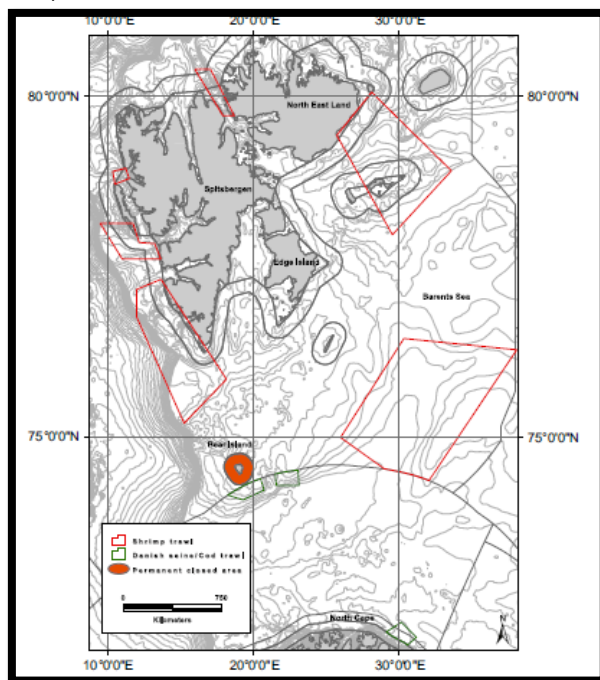 10°0'0"E 20°0'0"E 30°0'0"E
80°0'0"N 80°0'0"N
North East Land
Spitsbergen
Edge Island
Barents Sea
75°0'0"N 75°0'0"N
Bear Island
Shrimp trawl
Danish seine/Cod trawl
Permanent closed area
0 750
Kilometers
North Cape
N
10°0'0"E 20°0'0"E 30°0'0"E